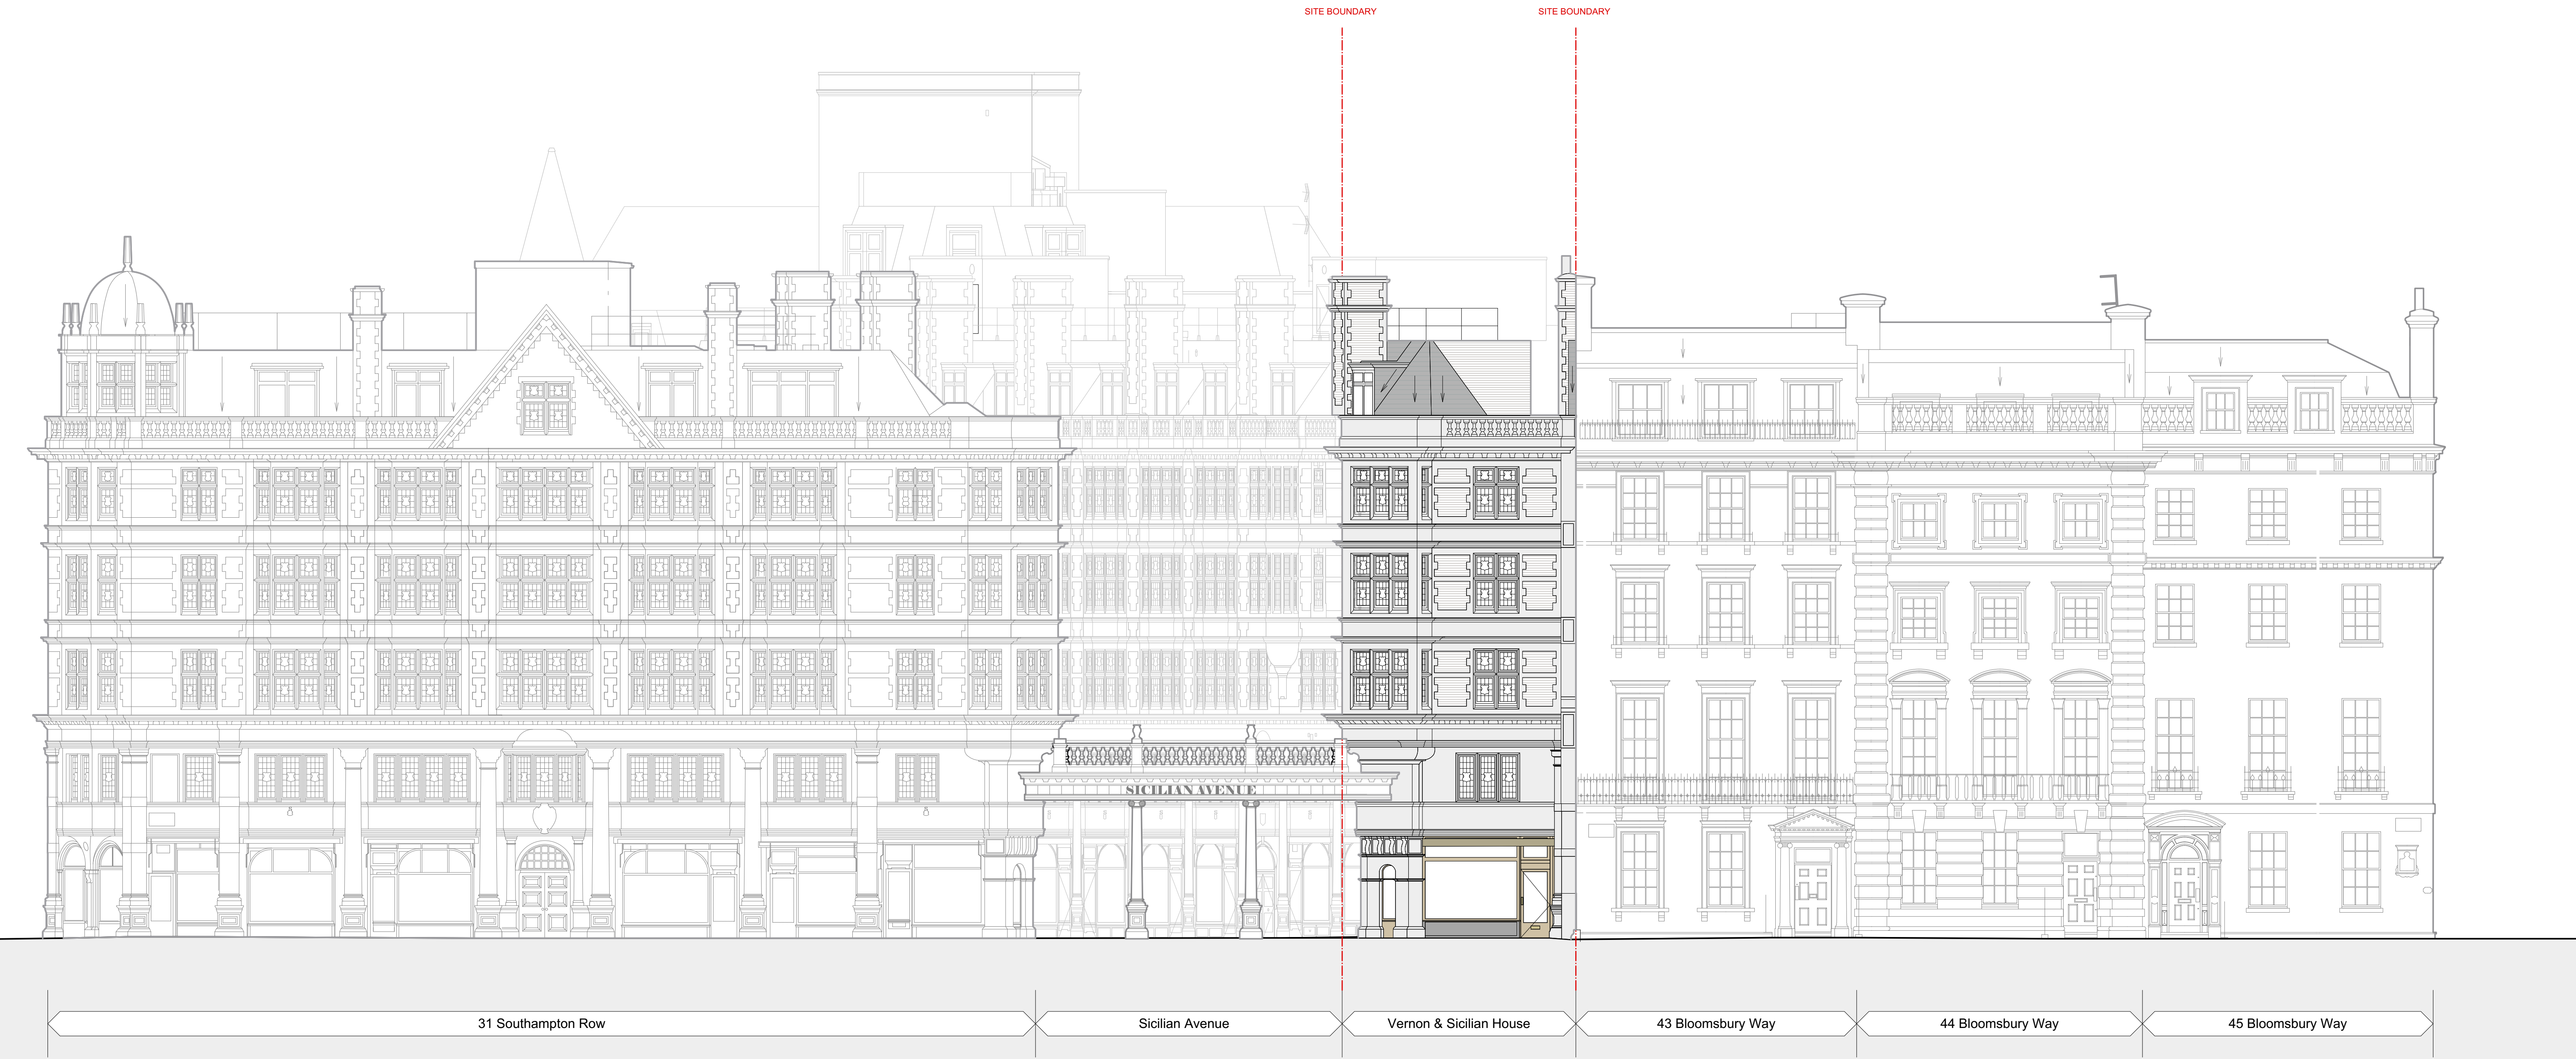 SITE BOUNDARY
SITE BOUNDARY
SICILIAN AVENUE
31 Southampton Row
Sicilian Avenue
Vernon & Sicilian House
43 Bloomsbury Way
44 Bloomsbury Way
45 Bloomsbury Way